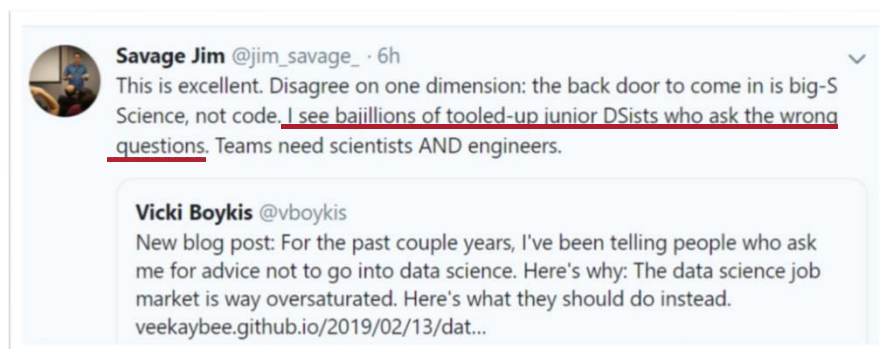 Savage Jim @jim_savage_ · 6h
This is excellent. Disagree on one dimension: the back door to come in is big-S
Science, not code. I see bajillions of tooled-up junior DSists who ask the wrong
questions. Teams need scientists AND engineers.
Vicki Boykis @vboykis
New blog post: For the past couple years, I've been telling people who ask
me for advice not to go into data science. Here's why: The data science job
market is way oversaturated. Here's what they should do instead.
veekaybee.github.io/2019/02/13/dat...